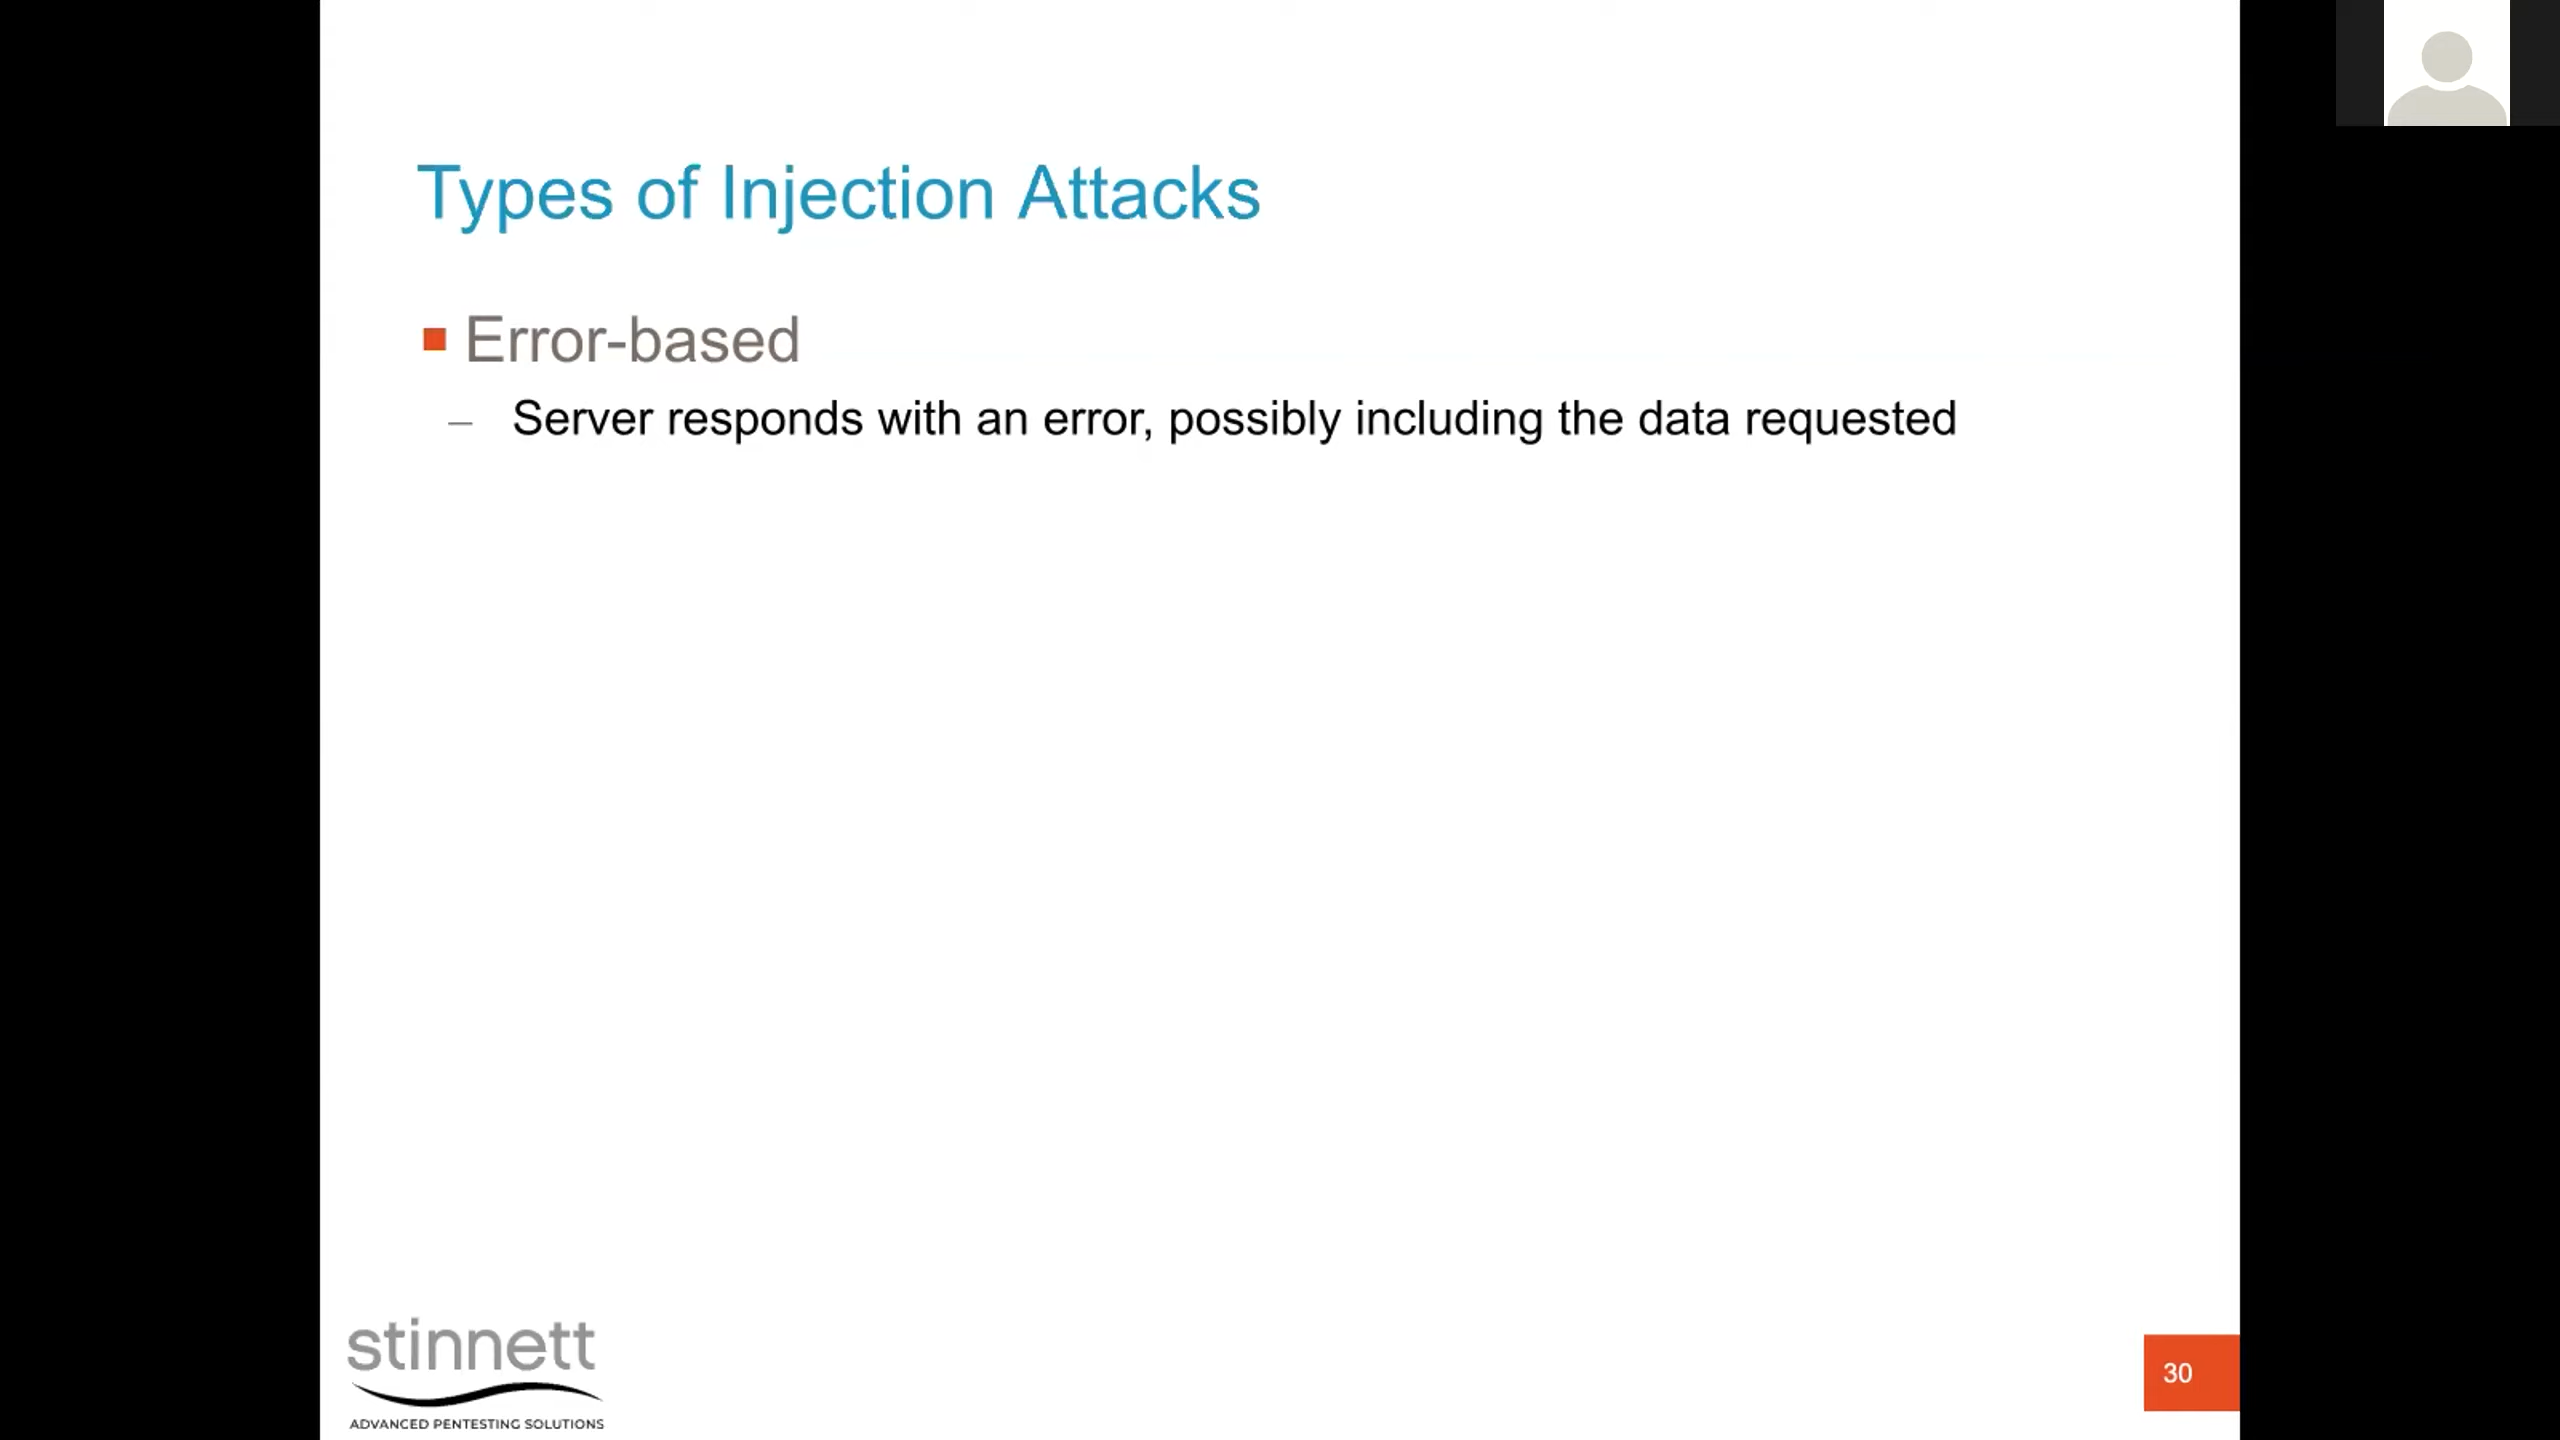 Types of Injection Attacks
Error-based
– Server responds with an error, possibly including the data requested
stinnett
ADVANCED PENTESTING SOLUTIONS
30